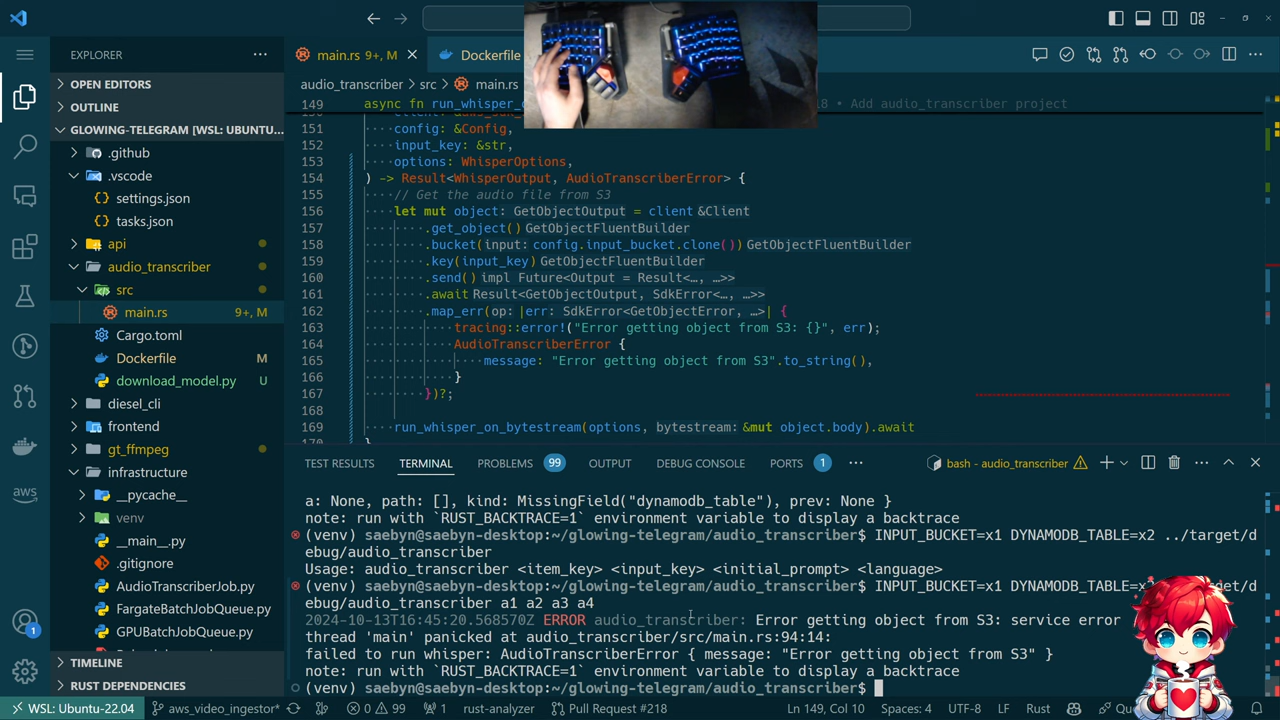 EXPLORER
OPEN EDITORS
OUTLINE
GLOWING-TELEGRAM [WSL: UBUNTU...
.github
.vscode
settings.json
tasks.json
api
audio_transcriber
src
main.rs 9+, M
Cargo.toml
Dockerfile M
download_model.py U
diesel_cli
frontend
gt_ffmpeg
infrastructure
__pycache__
venv
__main__.py
.gitignore
AudioTranscriberJob.py
FargateBatchJobQueue.py
GPUBatchJobQueue.py
TIMELINE
RUST DEPENDENCIES
main.rs 9+, M
Dockerfile
audio_transcriber > src > main.rs
149 async fn run_whisper_o 18 • Add audio_transcriber project
151 config: &Config,
152 input_key: &str,
153 options: WhisperOptions,
154 ) -> Result<WhisperOutput, AudioTranscriberError> {
155 // Get the audio file from S3
156 let mut object: GetObjectOutput = client &Client
157 .get_object() GetObjectFluentBuilder
158 .bucket(input: config.input_bucket.clone()) GetObjectFluentBuilder
159 .key(input_key) GetObjectFluentBuilder
160 .send() impl Future<Output = Result<…, …>>
161 .await Result<GetObjectOutput, SdkError<…, …>>
162 .map_err(op: |err: SdkError<GetObjectError, …>| {
163 tracing::error!("Error getting object from S3: {}", err);
164 AudioTranscriberError {
165 message: "Error getting object from S3".to_string(),
166 }
167 })?;
168
169 run_whisper_on_bytestream(options, bytestream: &mut object.body).await
170 }
TEST RESULTS TERMINAL PROBLEMS 99 OUTPUT DEBUG CONSOLE PORTS 1 bash - audio_transcriber
a: None, path: [], kind: MissingField("dynamodb_table"), prev: None }
note: run with `RUST_BACKTRACE=1` environment variable to display a backtrace
(venv) saebyn@saebyn-desktop:~/glowing-telegram/audio_transcriber$ INPUT_BUCKET=x1 DYNAMODB_TABLE=x2 ../target/d
ebug/audio_transcriber
Usage: audio_transcriber <item_key> <input_key> <initial_prompt> <language>
(venv) saebyn@saebyn-desktop:~/glowing-telegram/audio_transcriber$ INPUT_BUCKET=x1 DYNAMODB_TABLE=x
ebug/audio_transcriber a1 a2 a3 a4
2024-10-13T16:45:20.568570Z ERROR audio_transcriber: Error getting object from S3: service error
thread 'main' panicked at audio_transcriber/src/main.rs:94:14:
failed to run whisper: AudioTranscriberError { message: "Error getting object from S3" }
note: run with `RUST_BACKTRACE=1` environment variable to display a backtrace
(venv) saebyn@saebyn-desktop:~/glowing-telegram/audio_transcriber$
1
WSL: Ubuntu-22.04 aws_video_ingestor* 0 99 1 rust-analyzer Pull Request #218 Ln 149, Col 10 Spaces: 4 UTF-8 LF Rust